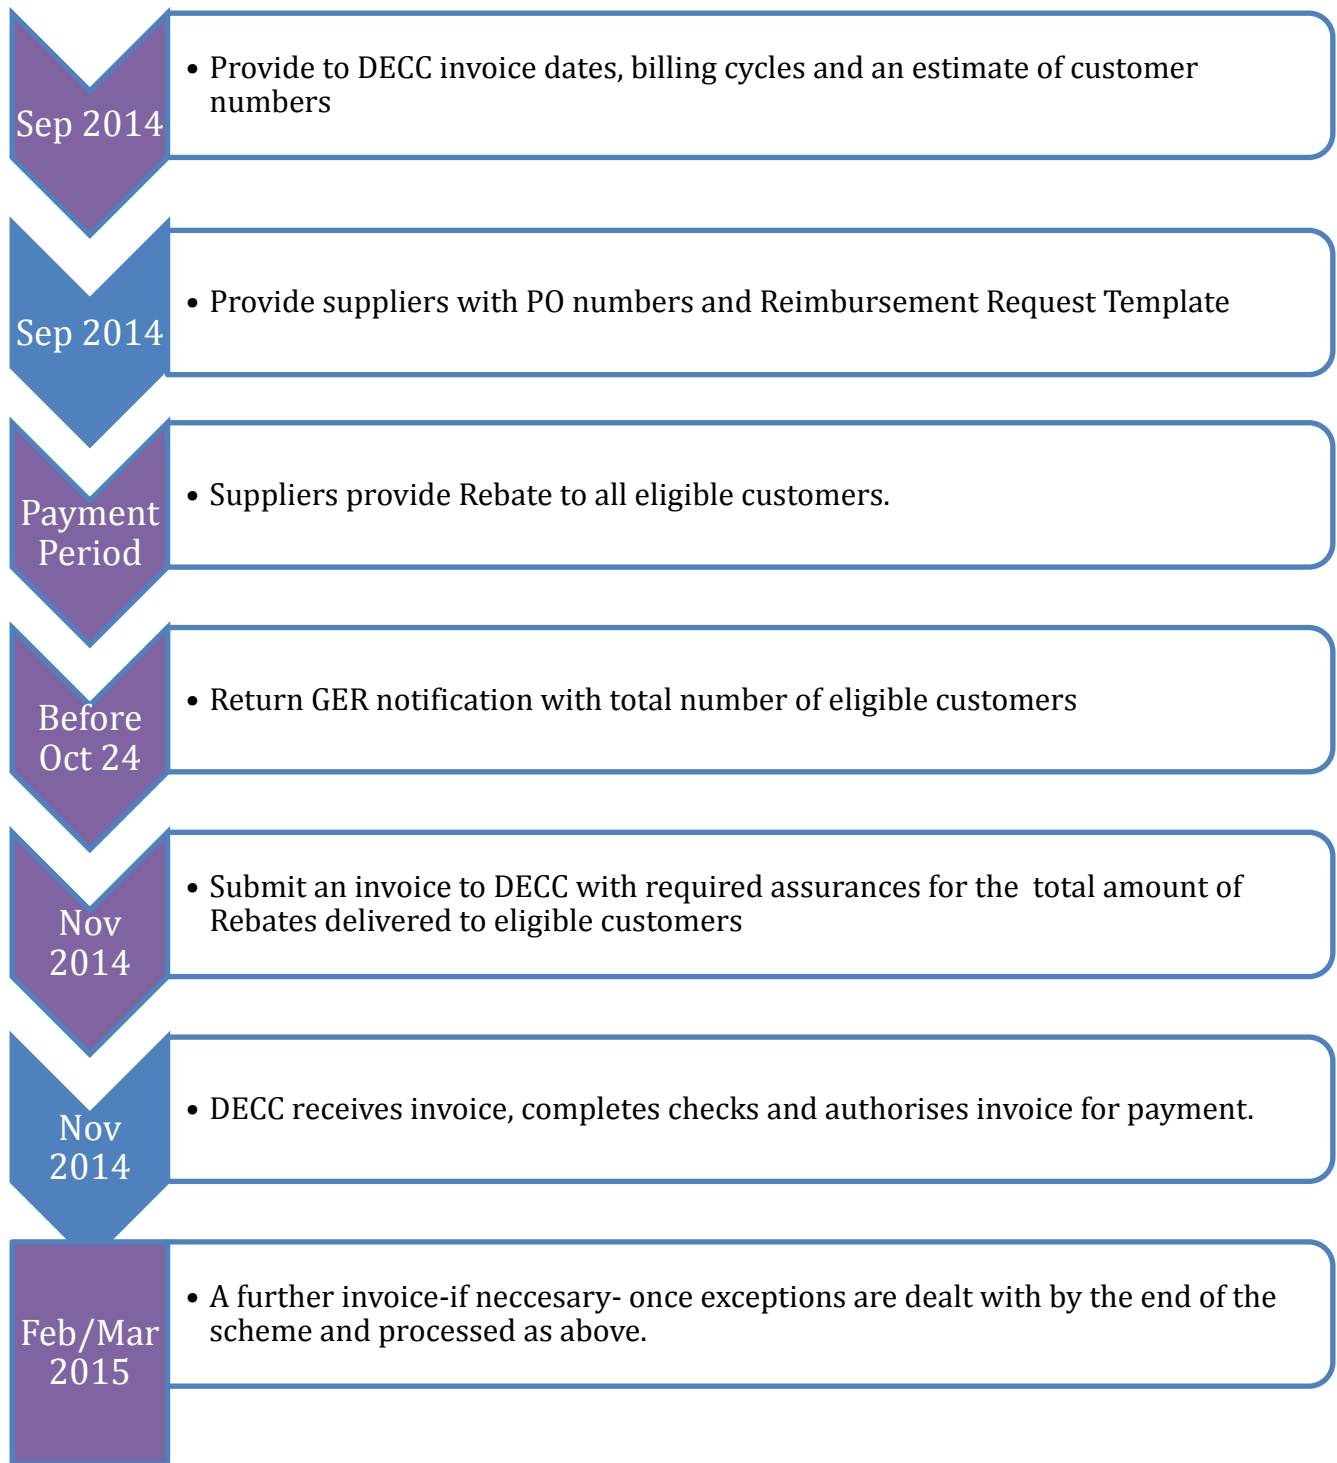 Sep 2014
• Provide to DECC invoice dates, billing cycles and an estimate of customer
numbers
Sep 2014
• Provide suppliers with PO numbers and Reimbursement Request Template
Payment
Period
• Suppliers provide Rebate to all eligible customers.
Before
Oct 24
• Return GER notification with total number of eligible customers
Nov
2014
• Submit an invoice to DECC with required assurances for the  total amount of
Rebates delivered to eligible customers
Nov
2014
• DECC receives invoice, completes checks and authorises invoice for payment.
Feb/Mar
2015
• A further invoice-if neccesary- once exceptions are dealt with by the end of the
scheme and processed as above.